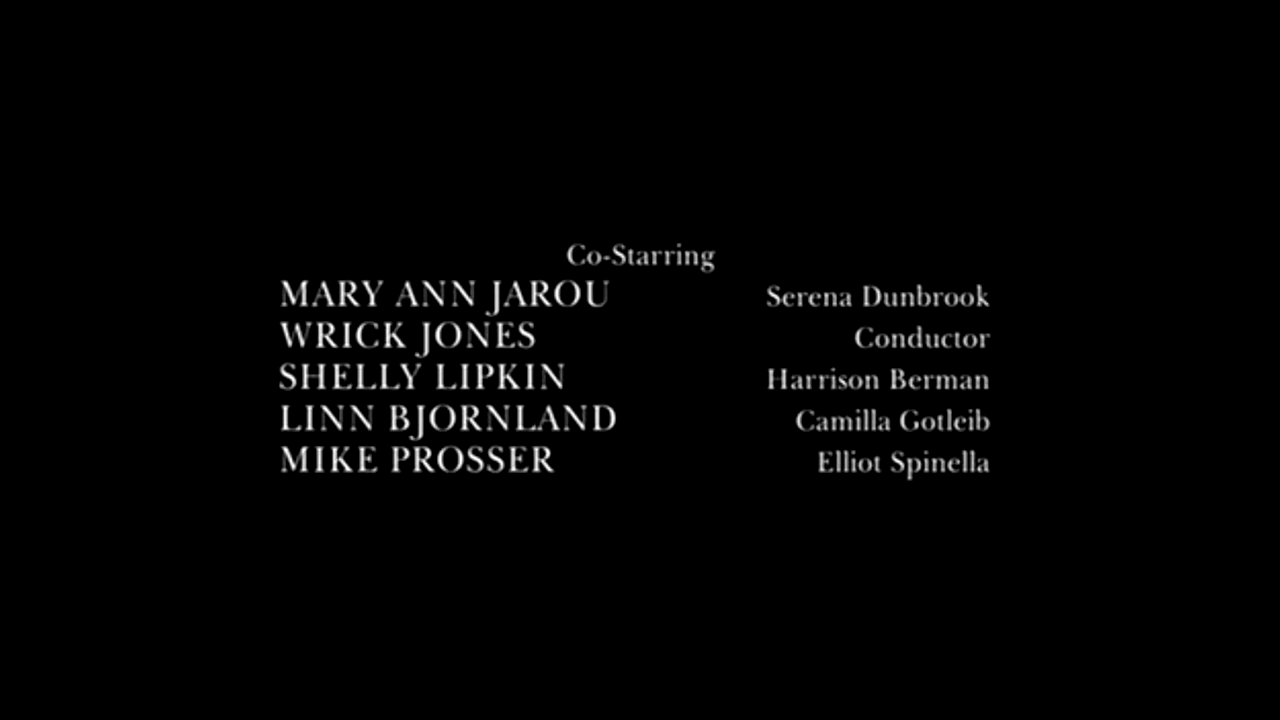 Co-Starring
MARY ANN JAROU Serena Dunbrook
WRICK JONES Conductor
SHELLY LIPKIN Harrison Berman
LINN BJORNLAND Camilla Gotleib
MIKE PROSSER Elliot Spinella